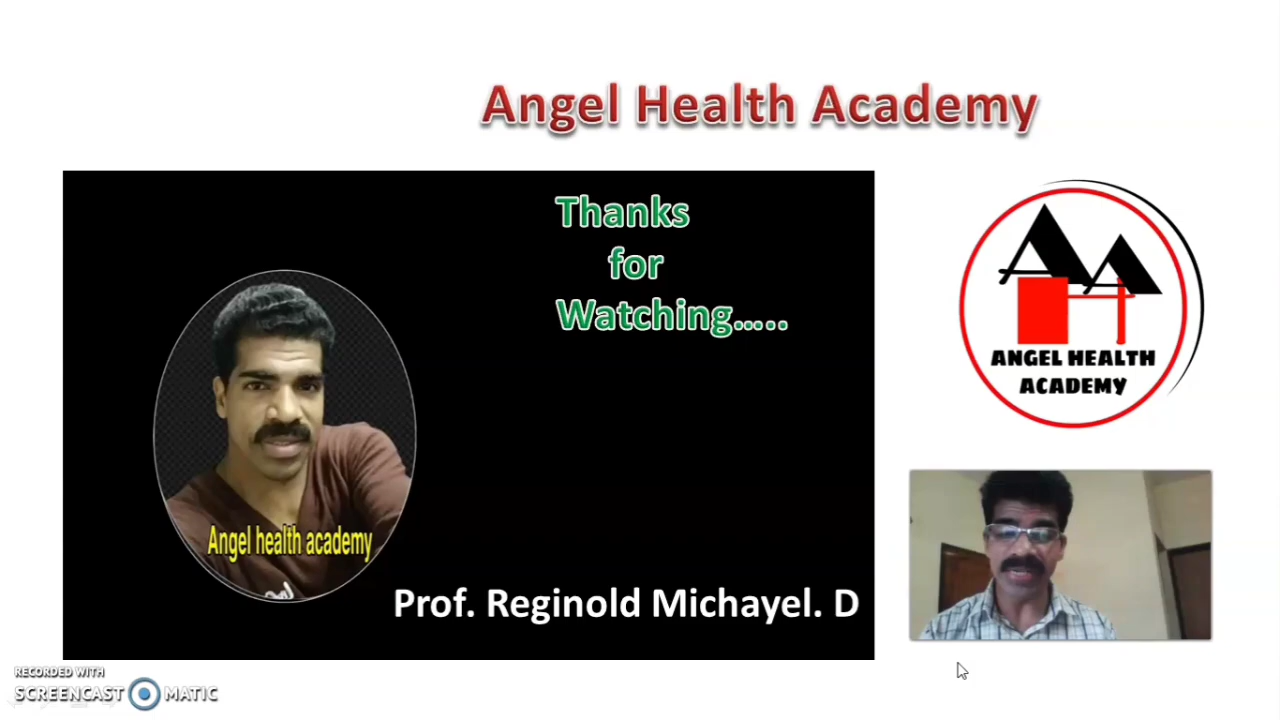 Angel Health Academy
Thanks
for
Watching.....
ANGEL HEALTH
ACADEMY
Angel health academy
Prof. Reginold Michayel. D
RECORDED WITH
SCREENCAST MATIC